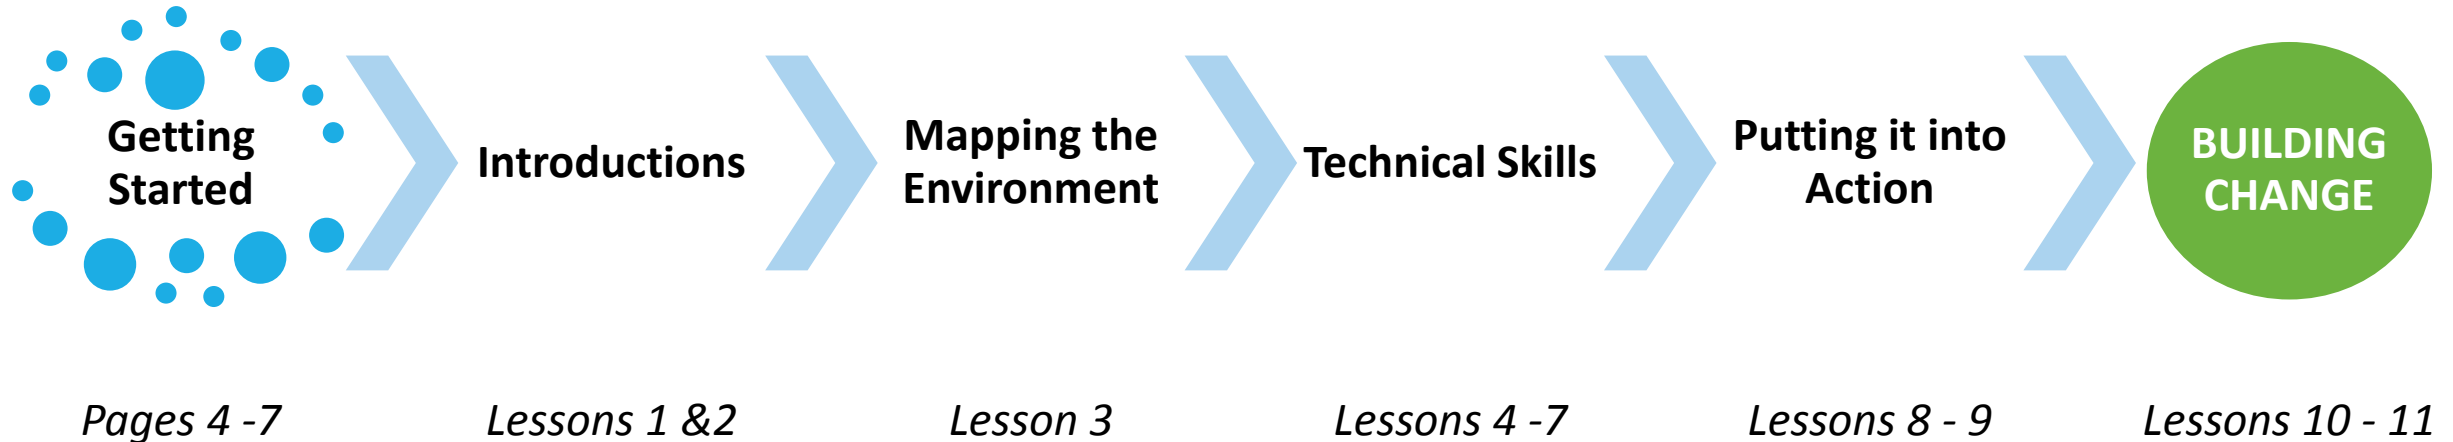 Getting
Started
Introductions
Mapping the
Environment
Technical Skills
Putting it into
Action
BUILDING
CHANGE
Pages 4 -7
Lessons 1 &2
Lesson 3
Lessons 4 -7
Lessons 8 - 9
Lessons 10 - 11